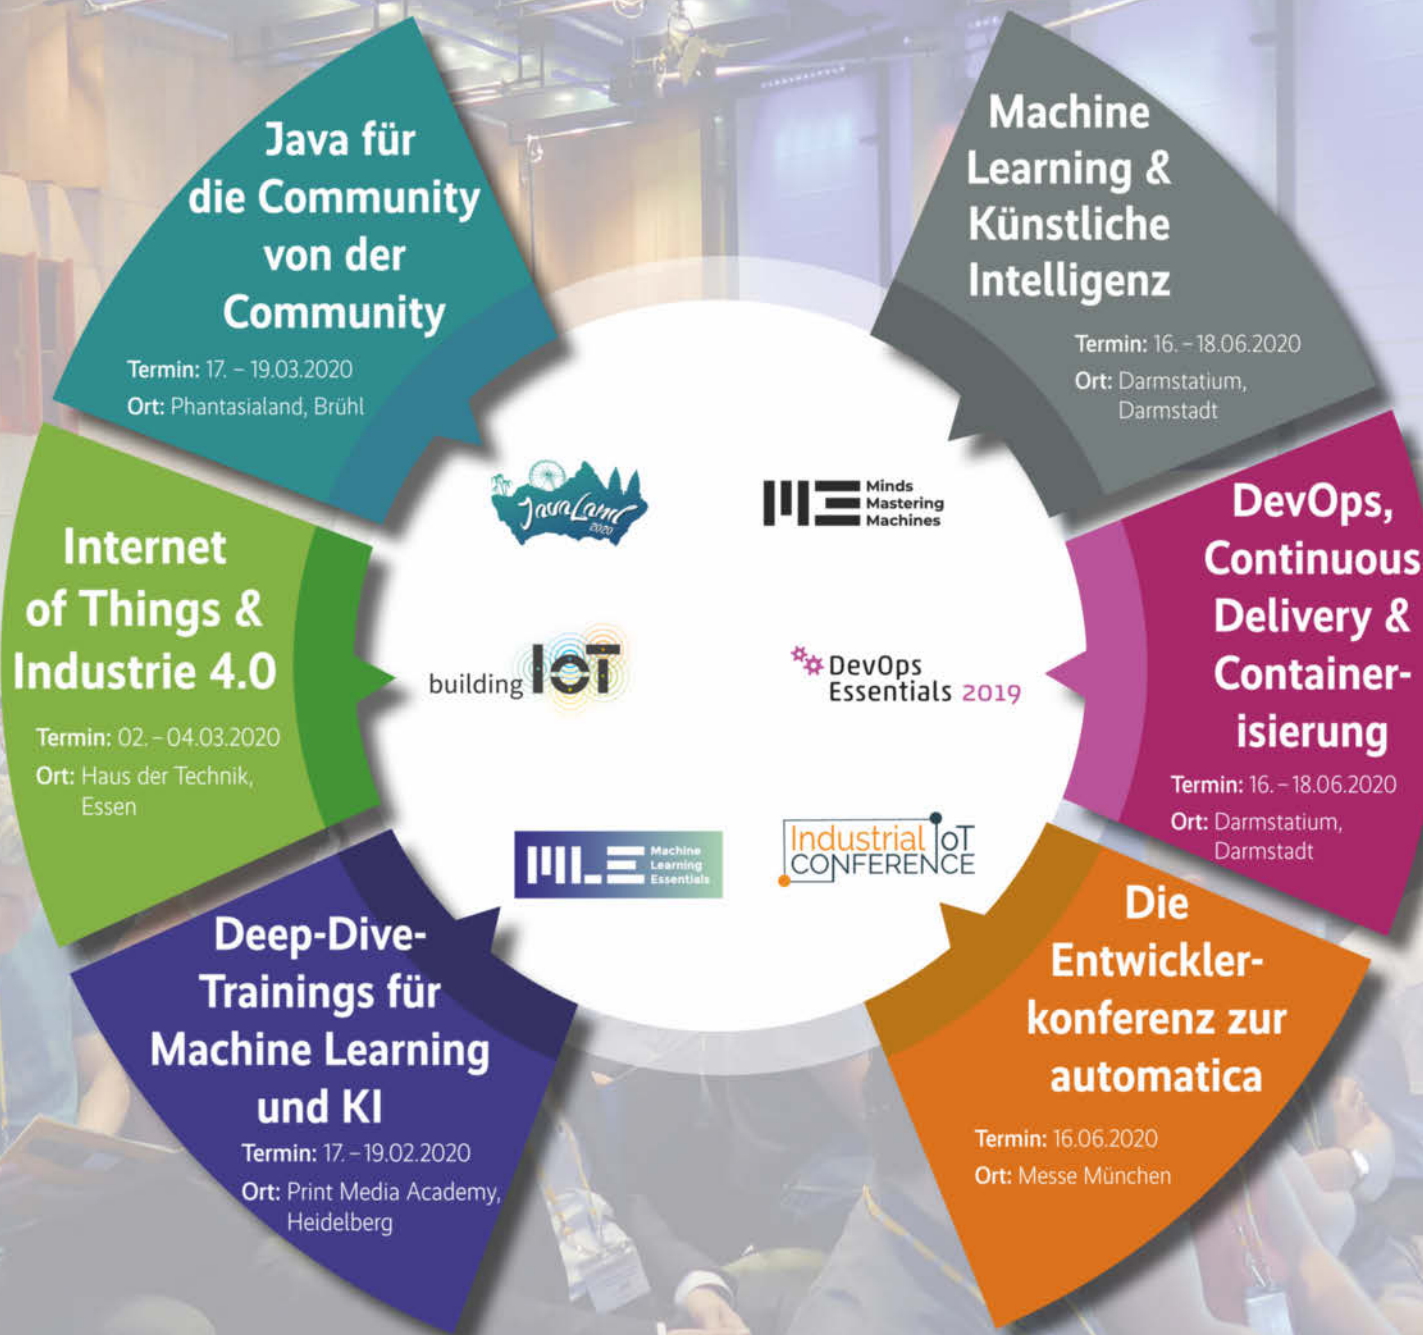 Java für
die Community
von der
Community
Termin: 17. – 19.03.2020
Ort: Phantasialand, Brühl
Machine
Learning &
Künstliche
Intelligenz
Termin: 16. – 18.06.2020
Ort: Darmstatium,
Darmstadt
Internet
of Things &
Industrie 4.0
Termin: 02. – 04.03.2020
Ort: Haus der Technik,
Essen
DevOps,
Continuous
Delivery &
Container-
isierung
Termin: 16. – 18.06.2020
Ort: Darmstatium,
Darmstadt
Deep-Dive-
Trainings für
Machine Learning
und KI
Termin: 17. – 19.02.2020
Ort: Print Media Academy,
Heidelberg
Die
Entwickler-
konferenz zur
automatica
Termin: 16.06.2020
Ort: Messe München
JavaLand
2020
Minds
Mastering
Machines
building IoT
DevOps
Essentials 2019
MLE
Machine
Learning
Essentials
Industrial IoT
CONFERENCE